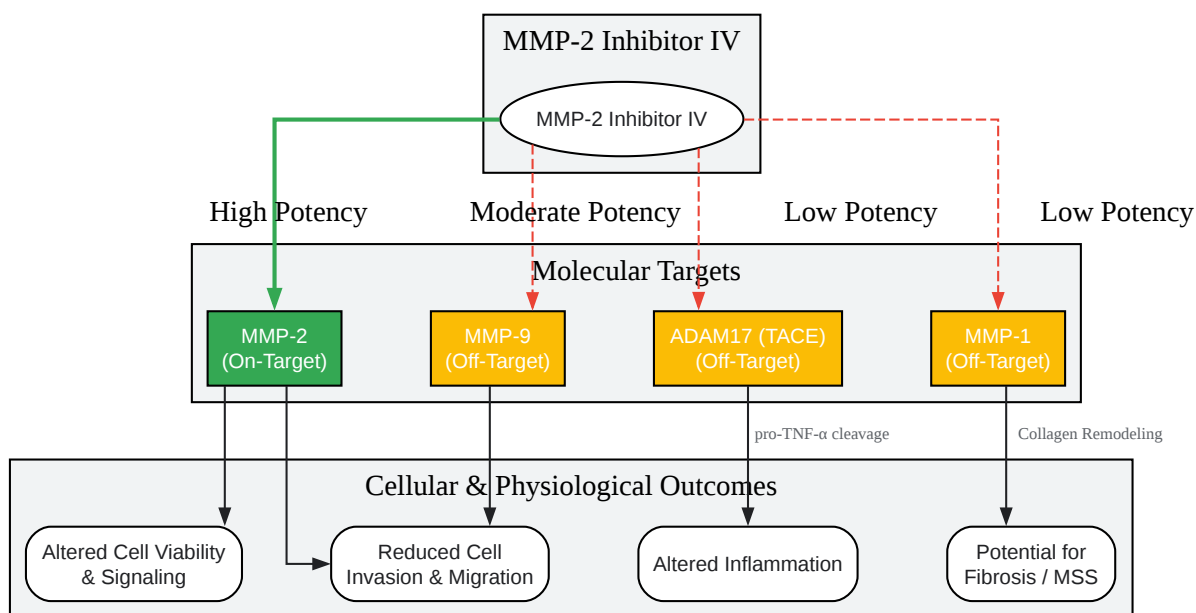 MMP-2 Inhibitor IV
MMP-2 Inhibitor IV
High Potency
Moderate Potency
Low Potency
Low Potency
Molecular Targets
MMP-2
(On-Target)
MMP-9
(Off-Target)
ADAM17 (TACE)
(Off-Target)
MMP-1
(Off-Target)
pro-TNF-α cleavage
Collagen Remodeling
Cellular & Physiological Outcomes
Altered Cell Viability
& Signaling
Reduced Cell
Invasion & Migration
Altered Inflammation
Potential for
Fibrosis / MSS